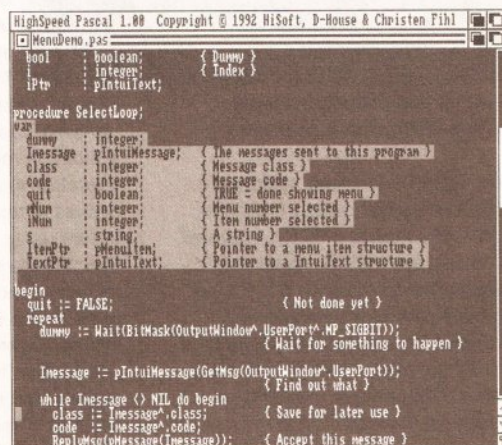 HighSpeed Pascal 1.00 Copyright © 1992 HiSoft, D-House & Christen Fihl
MenuDemo.pas
bool : boolean; { Dummy }
i : integer; { Index }
iPtr : pIntuiText;
procedure SelectLoop;
var
dummy : integer;
Imessage : pIntuiMessage; { The messages sent to this program }
class : integer; { Message class }
code : integer; { Message code }
quit : boolean; { TRUE = done showing menu }
mNum : integer; { Menu number selected }
iNum : integer; { Item number selected }
s : string; { A string }
ItemPtr : pMenuItem; { Pointer to a menu item structure }
TextPtr : pIntuiText; { Pointer to a IntuiText structure }
begin
quit := FALSE; { Not done yet }
repeat
dummy := Wait(BitMask(OutputWindow^.UserPort^.MP_SIGBIT));
{ Wait for something to happen }
Imessage := pIntuiMessage(GetMsg(OutputWindow^.UserPort));
{ Find out what }
while Imessage <> NIL do begin
class := Imessage^.class; { Save for later use }
code := Imessage^.code;
ReplyMsg(pMessage(Imessage)); { Accept this message }